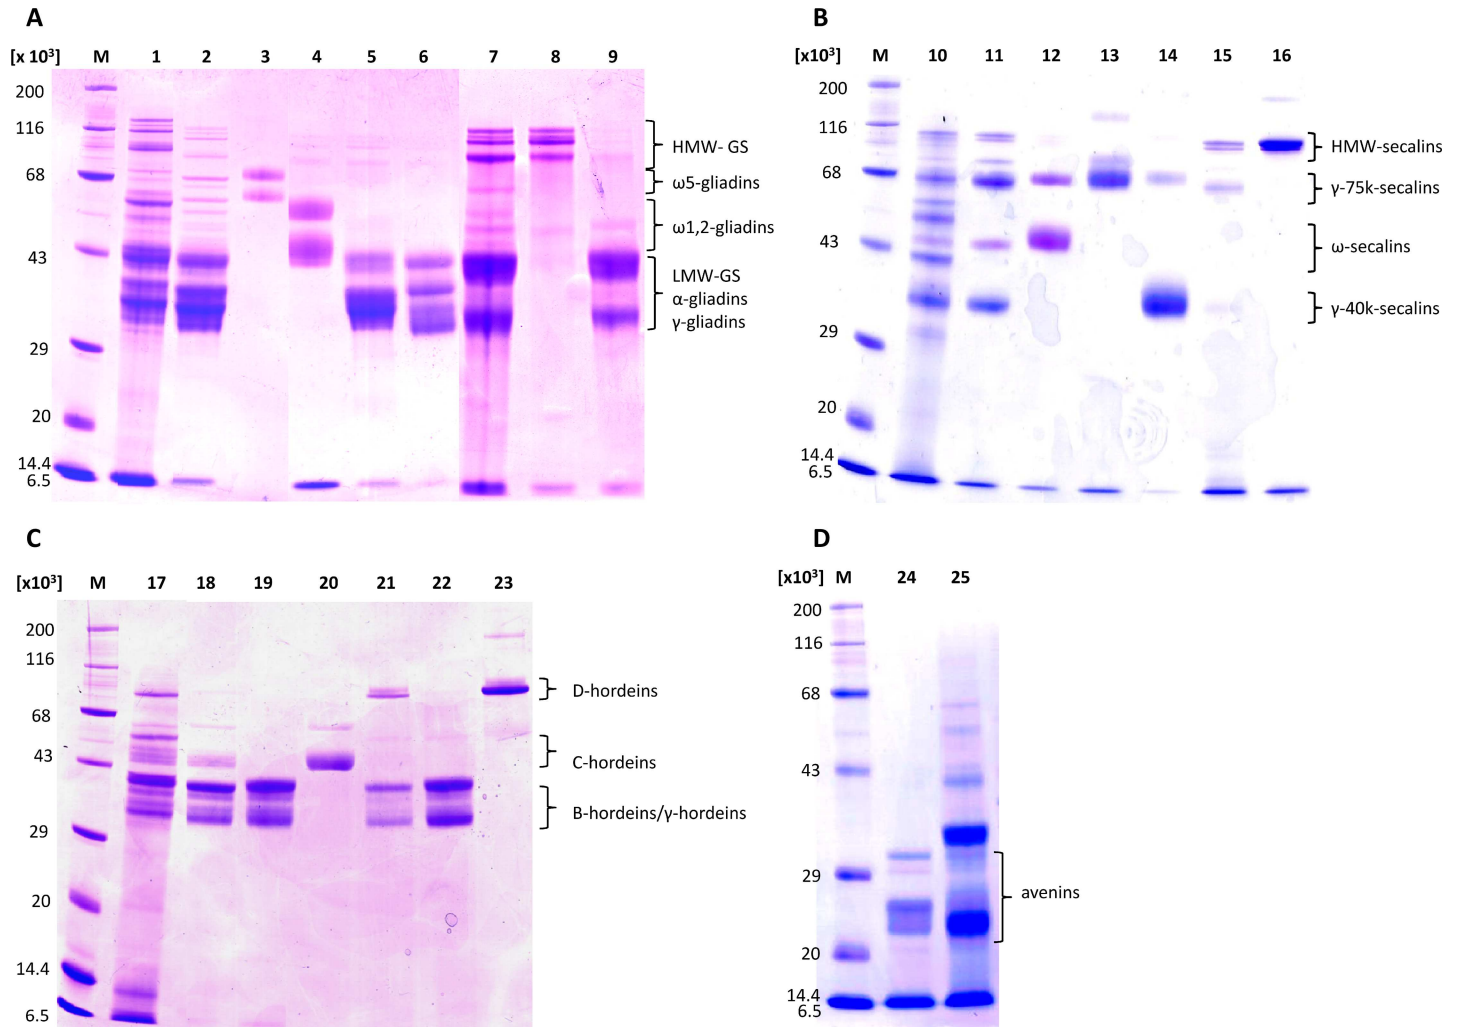 A
[x 10³] M 1 2 3 4 5 6 7 8 9
200
116
68
43
29
20
14.4
6.5
HMW- GS
ω5-gliadins
ω1,2-gliadins
LMW-GS
α-gliadins
γ-gliadins
B
[x10³] M 10 11 12 13 14 15 16
200
116
68
43
29
20
14.4
6.5
HMW-secalins
γ-75k-secalins
ω-secalins
γ-40k-secalins
C
[x10³] M 17 18 19 20 21 22 23
200
116
68
43
29
20
14.4
6.5
D-hordeins
C-hordeins
B-hordeins/γ-hordeins
D
[x10³] M 24 25
200
116
68
43
29
20
14.4
6.5
avenins